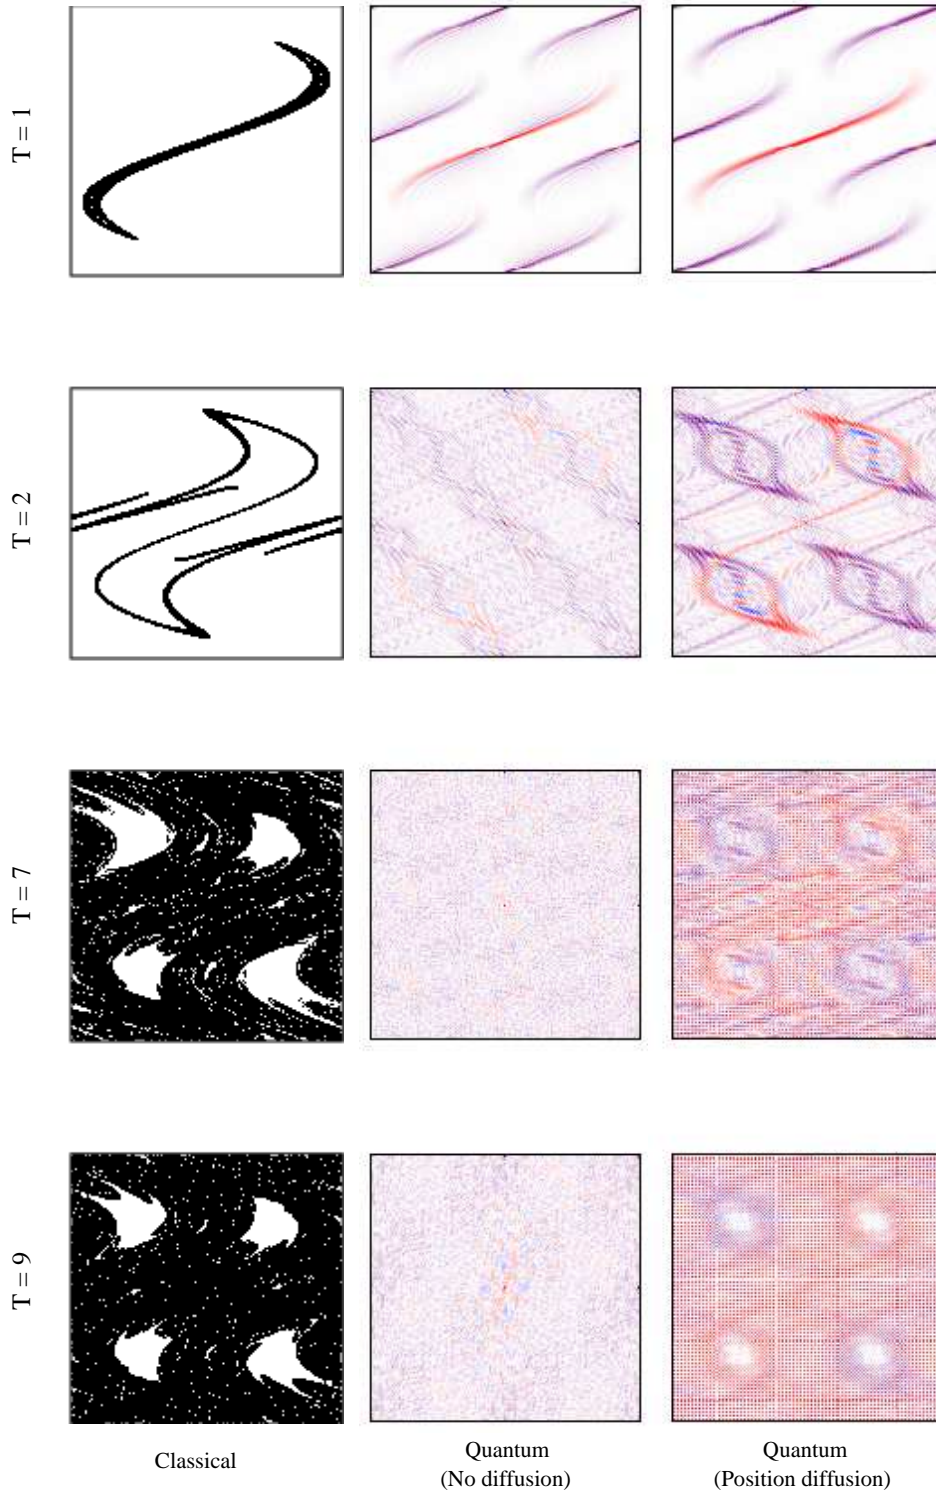 T = 1
T = 2
T = 7
T = 9
Classical
Quantum
(No diffusion)
Quantum
(Position diffusion)